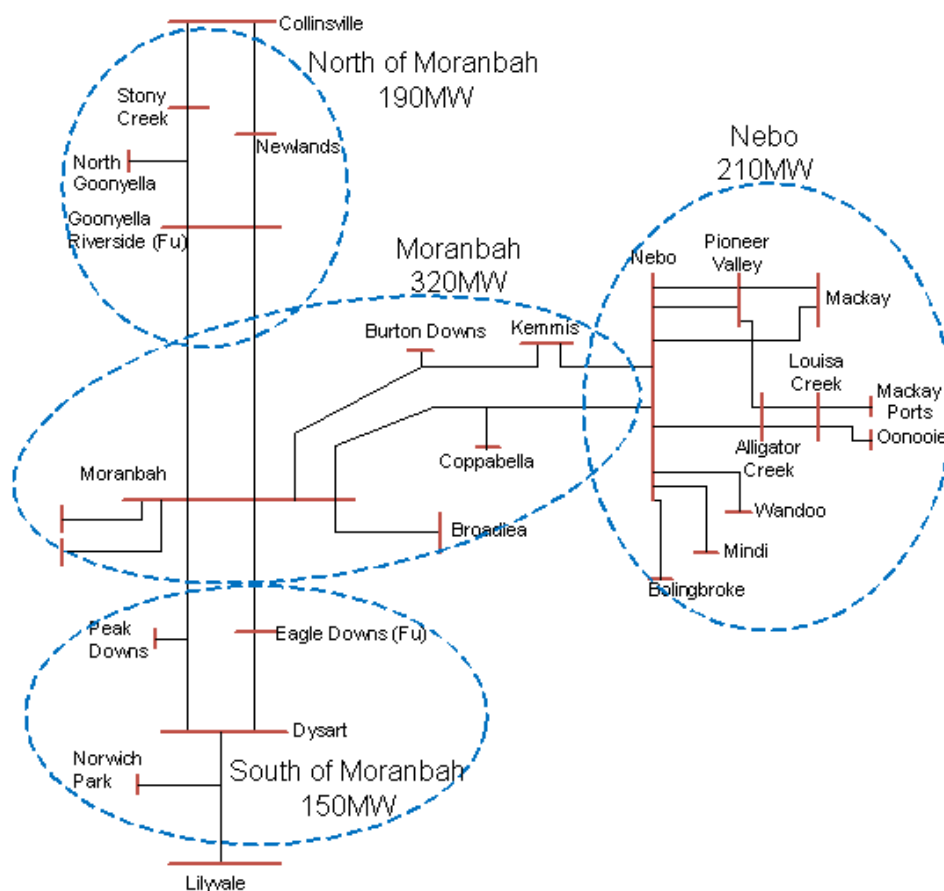 Collinsville
North of Moranbah
190MW
Stony
Creek
Newlands
North
Goonyella
Goonyella
Riverside (Fu)
Nebo
210MW
Moranbah
320MW
Pioneer
Valley
Nebo
Mackay
Burton Downs
Kemmis
Louisa
Creek
Mackay
Ports
Oonooie
Alligator
Creek
Coppabella
Moranbah
Wandoo
Broadlea
Mindi
Bolingbroke
Peak
Downs
Eagle Downs (Fu)
Dysart
Norwich
Park
South of Moranbah
150MW
Lilyvale